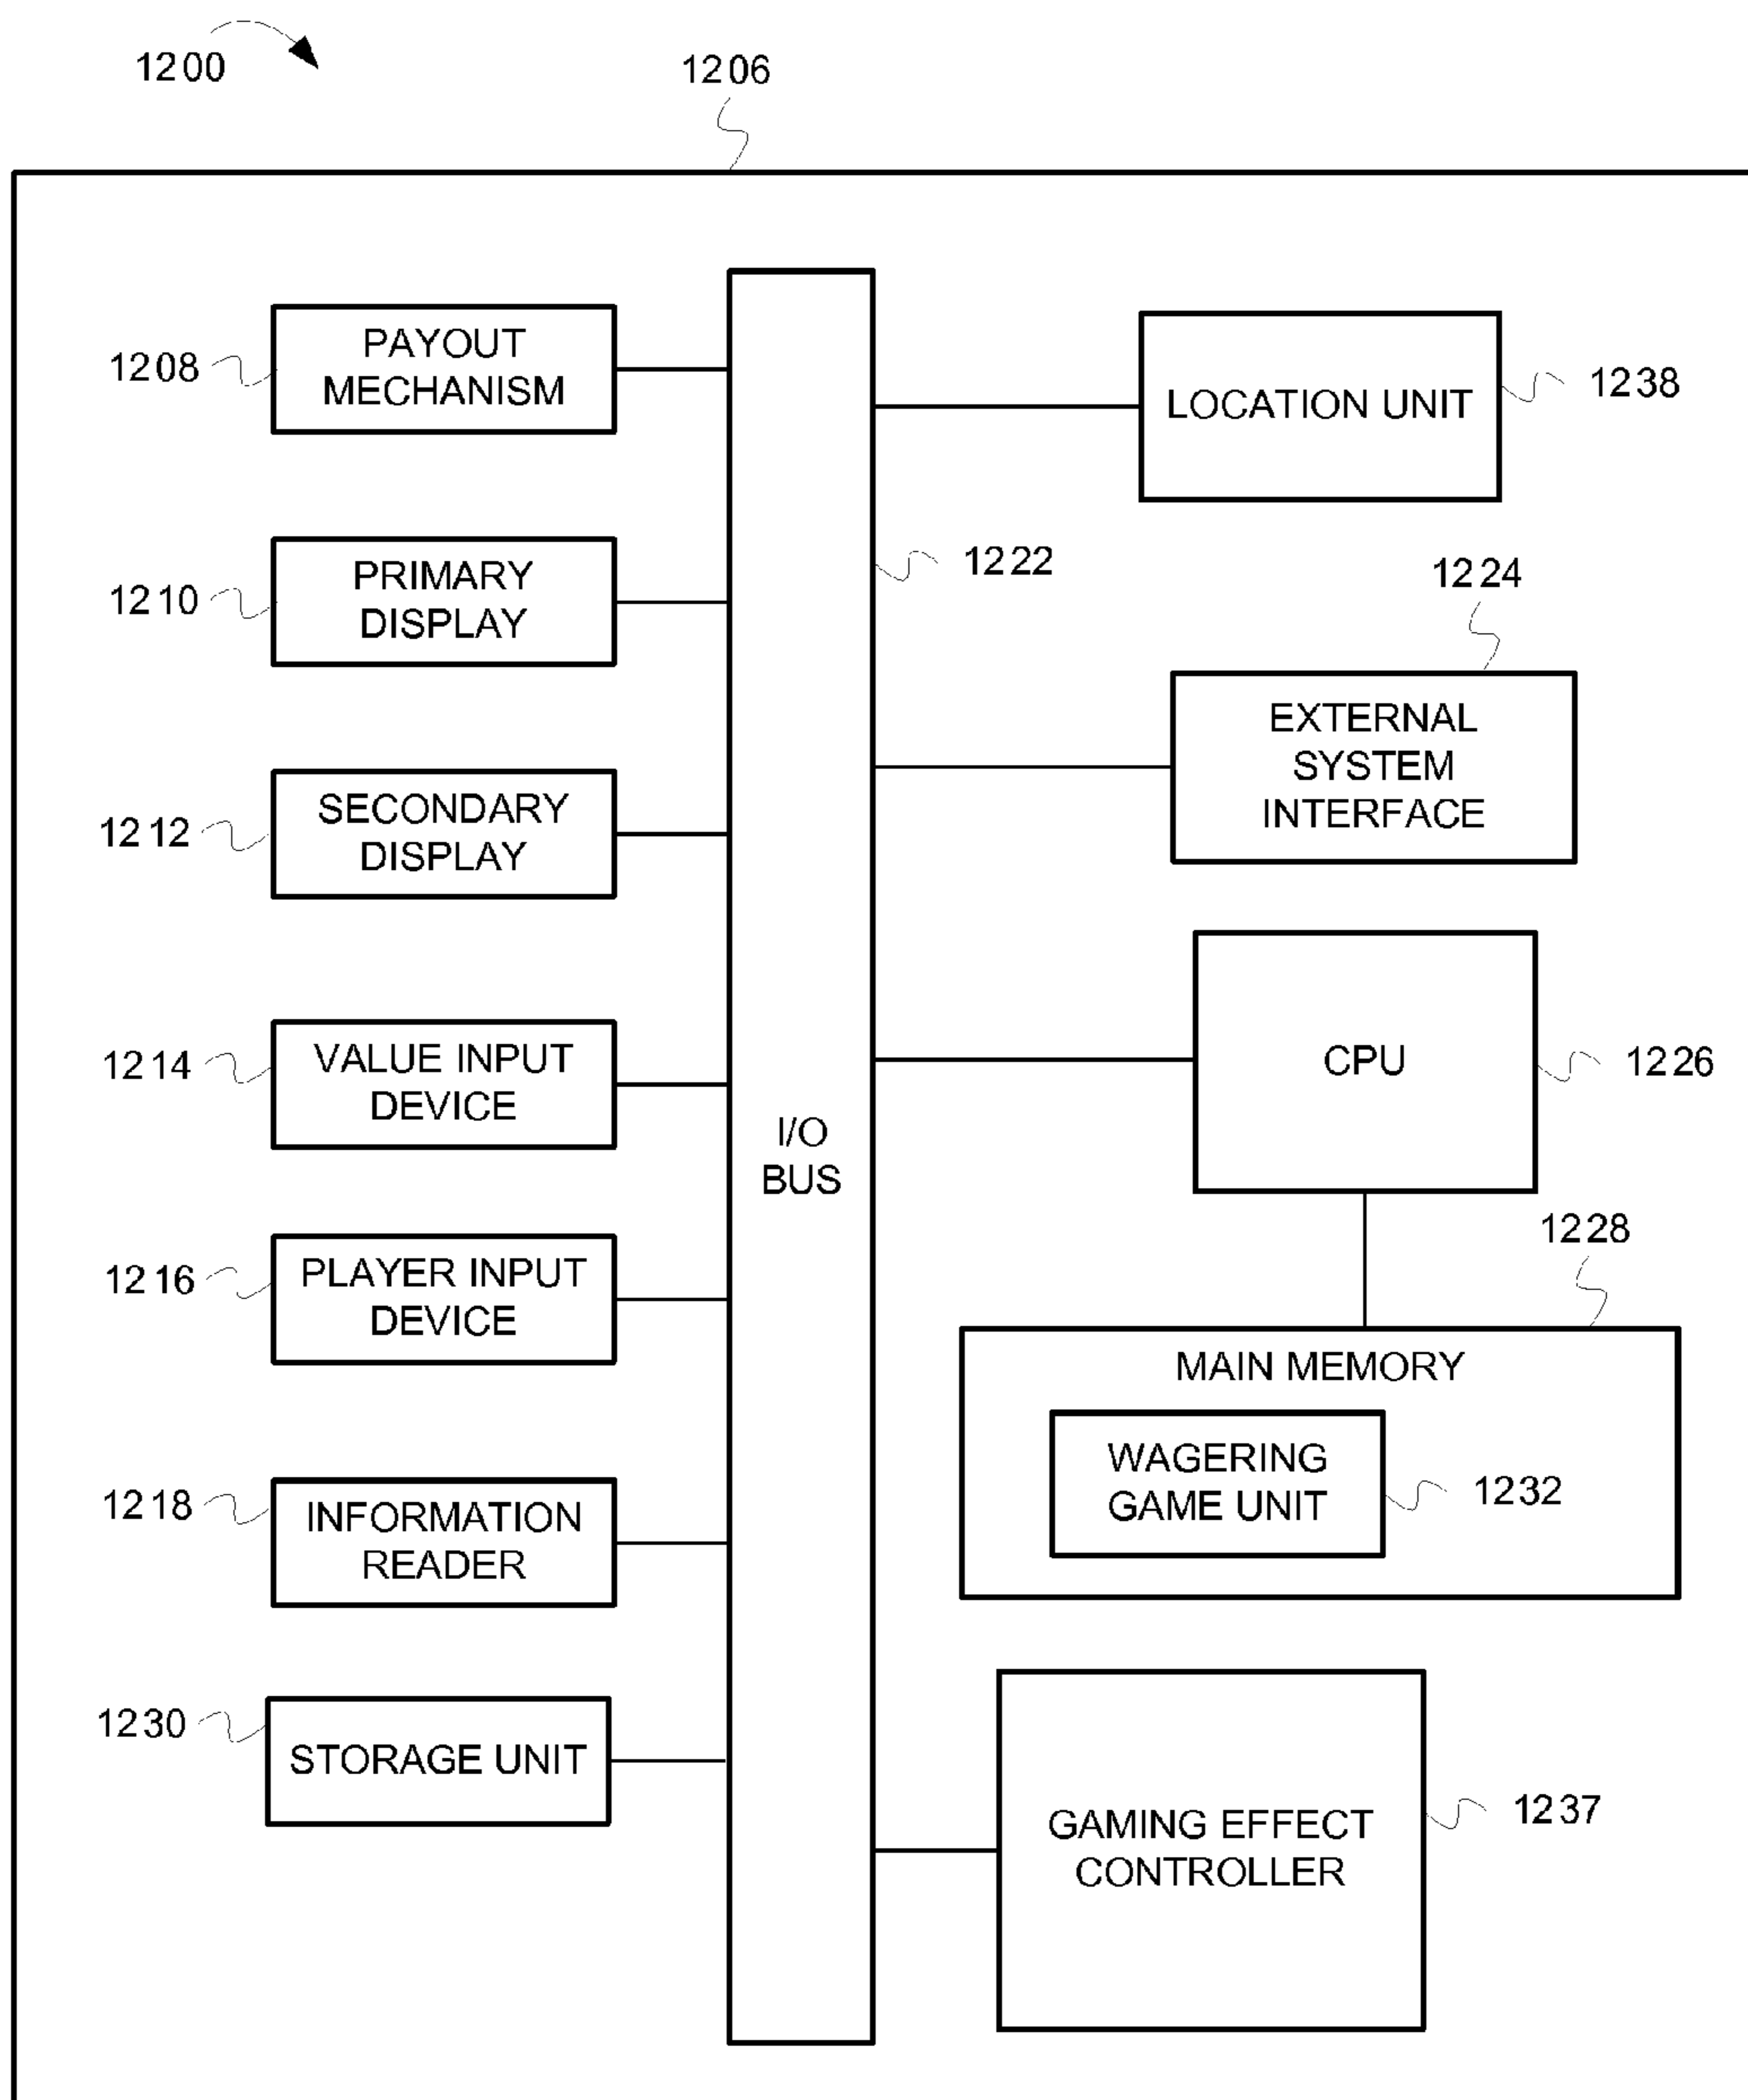 1200
1206
PAYOUT
MECHANISM
1208
LOCATION UNIT
1238
1222
PRIMARY
DISPLAY
1210
1224
EXTERNAL
SYSTEM
INTERFACE
SECONDARY
DISPLAY
1212
VALUE INPUT
DEVICE
1214
CPU
1226
I/O
BUS
PLAYER INPUT
DEVICE
1216
1228
MAIN MEMORY
WAGERING
GAME UNIT
1232
INFORMATION
READER
1218
1230
STORAGE UNIT
GAMING EFFECT
CONTROLLER
1237